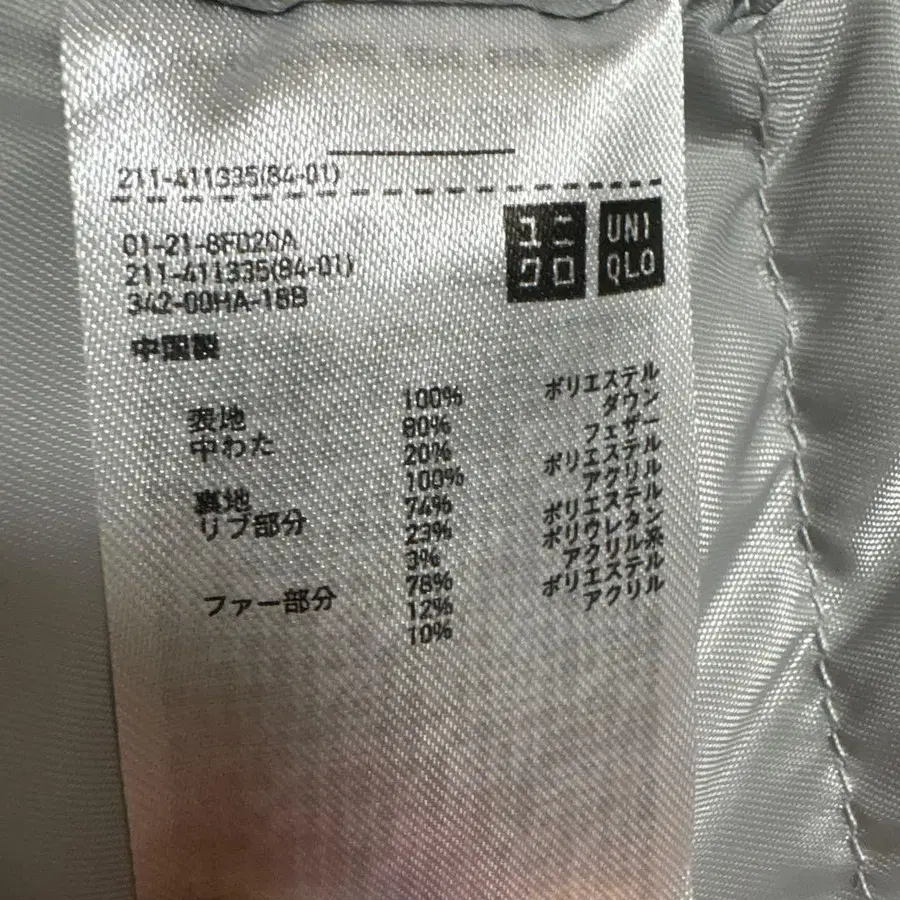 211-411335(84-01)
01-21-8F020A
211-411335(84-01)
342-00HA-18B
ユニクロ
UNIQLO
中国製
表地 100% ポリエステル
中わた 80% ダウン
20% フェザー
裏地 100% ポリエステル
リブ部分 74% アクリル
23% ポリエステル
3% ポリウレタン
ファー部分 78% アクリル系
12% ポリエステル
10% アクリル